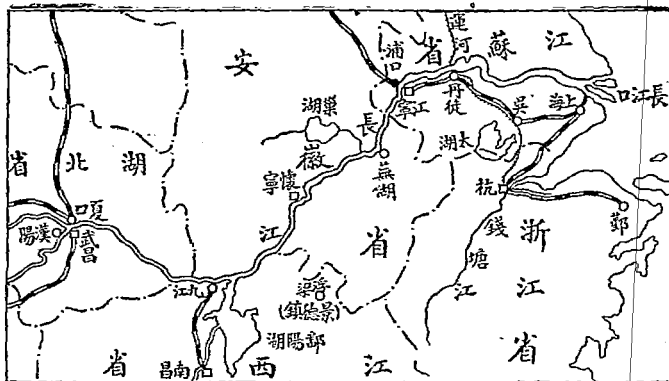 江蘇省
運河
浦口
長江口
安徽省
江寧
丹徒
吳
上海
巢湖
長江
太湖
蕪湖
湖北省
懷寧
杭
鄞
夏口
漢陽
武昌
錢塘江
浙江省
九江
浮梁
(景德鎮)
鄱陽湖
南昌
江西省